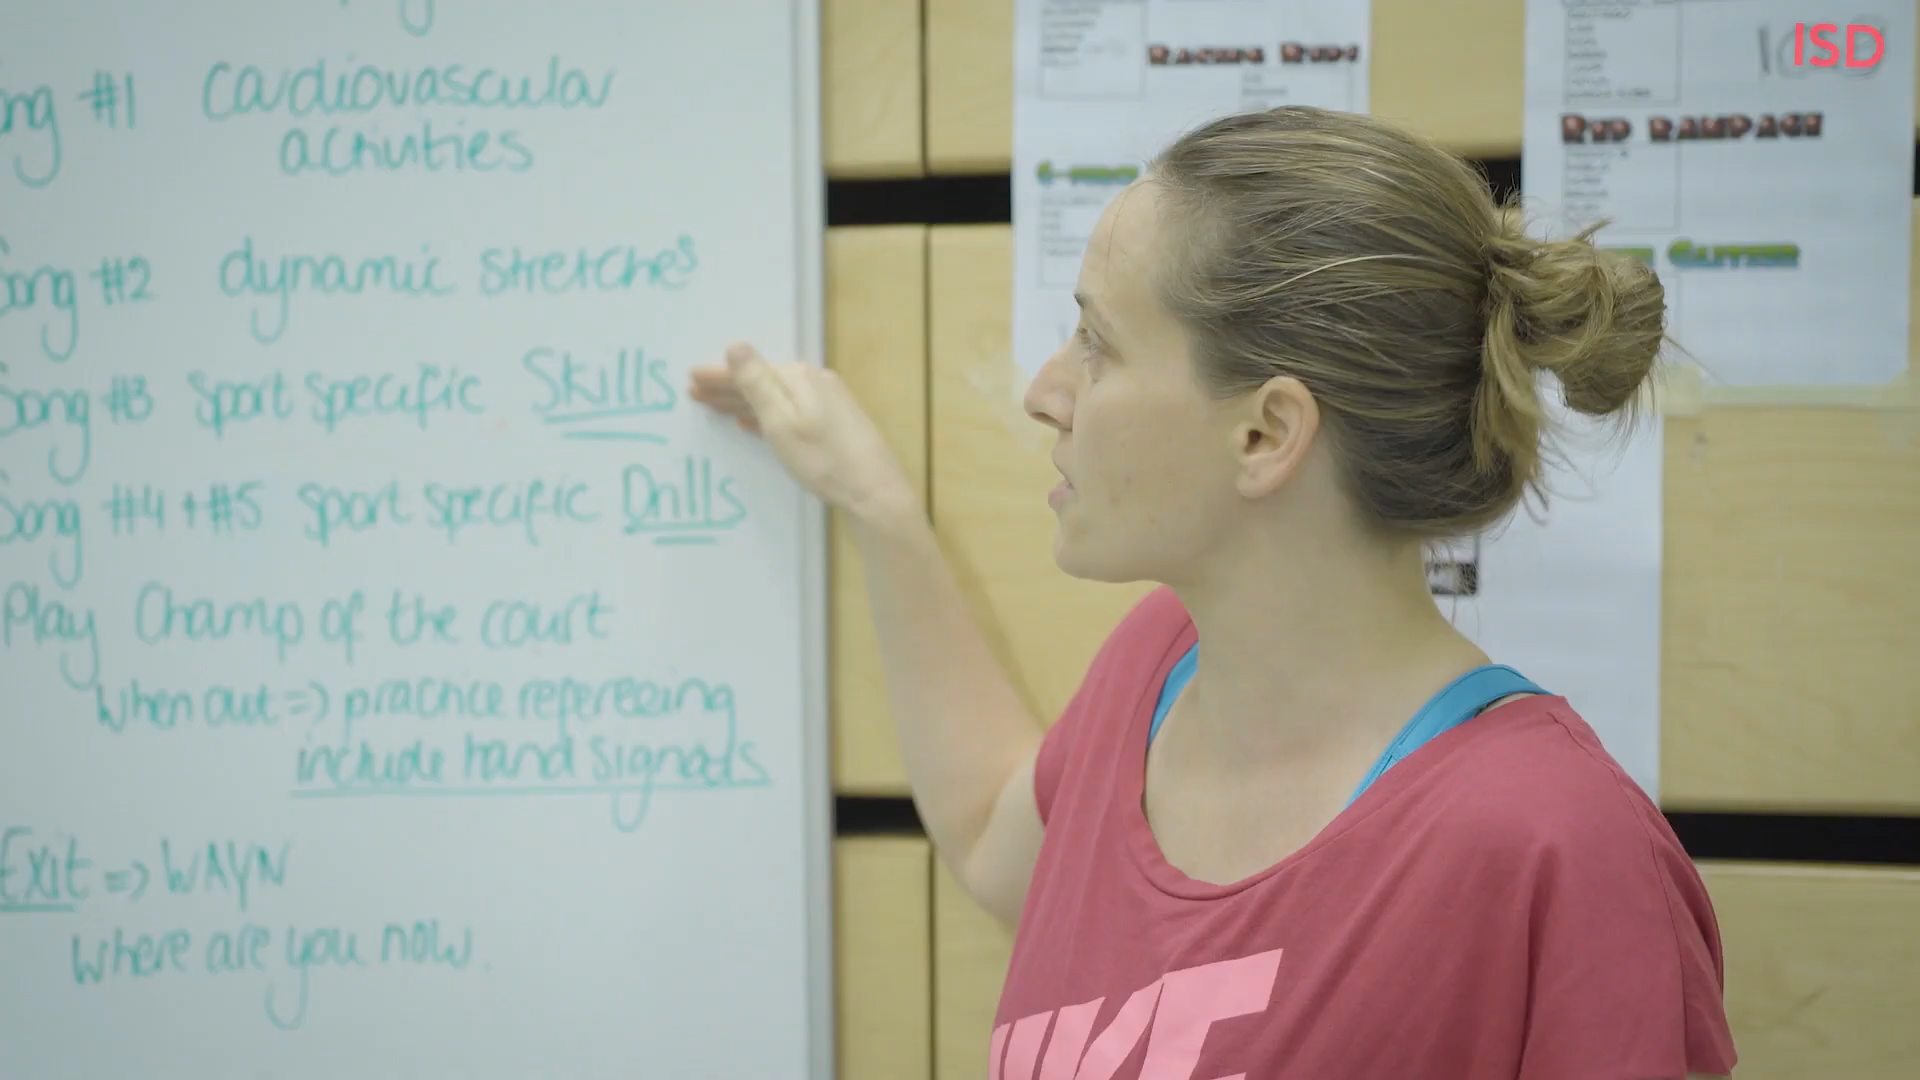 ong #1 cardiovascular
activities
Song #2 dynamic stretches
Song #3 sport specific Skills
Song #4 + #5 sport specific Drills
Play Champ of the court
when out => practice refereeing
include hand signals
Exit => WAYN
where are you now.
RACING REDS
RED RAMPAGE
ISD
NIKE